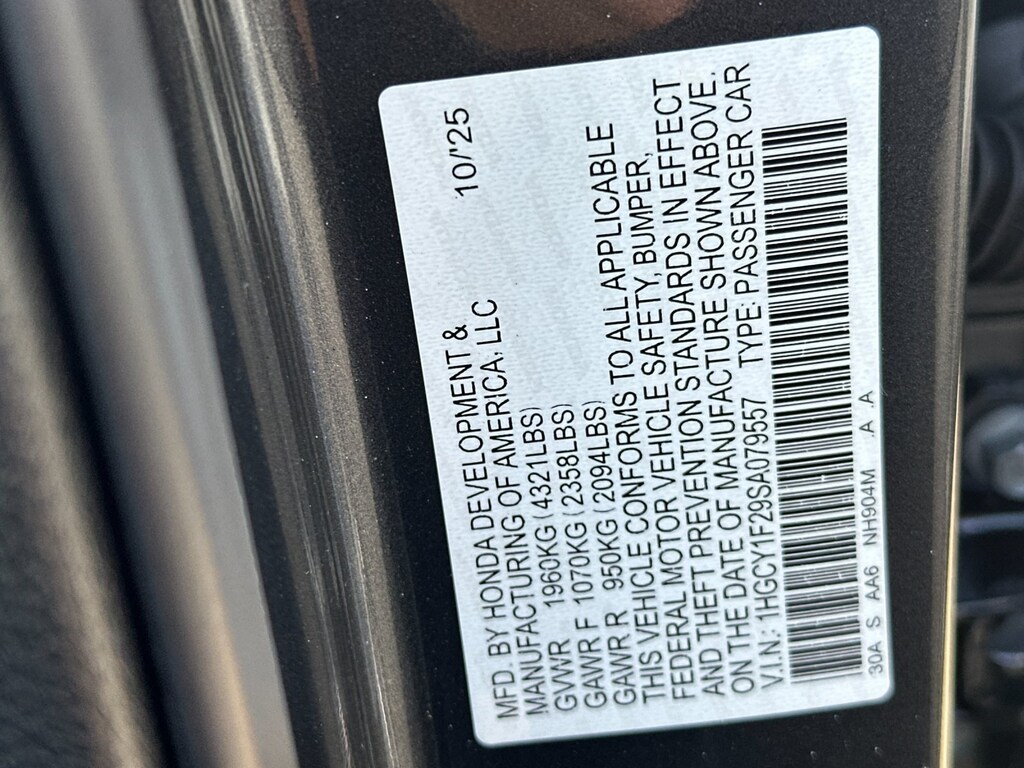 MFD. BY HONDA DEVELOPMENT & 10/'25
MANUFACTURING OF AMERICA, LLC
GVWR 1960KG (4321LBS)
GAWR F 1070KG (2358LBS)
GAWR R 950KG (2094LBS)
THIS VEHICLE CONFORMS TO ALL APPLICABLE
FEDERAL MOTOR VEHICLE SAFETY, BUMPER,
AND THEFT PREVENTION STANDARDS IN EFFECT
ON THE DATE OF MANUFACTURE SHOWN ABOVE.
V.I.N.: 1HGCY1F29SA079557 TYPE: PASSENGER CAR
30A S AA6 NH904M .A .A